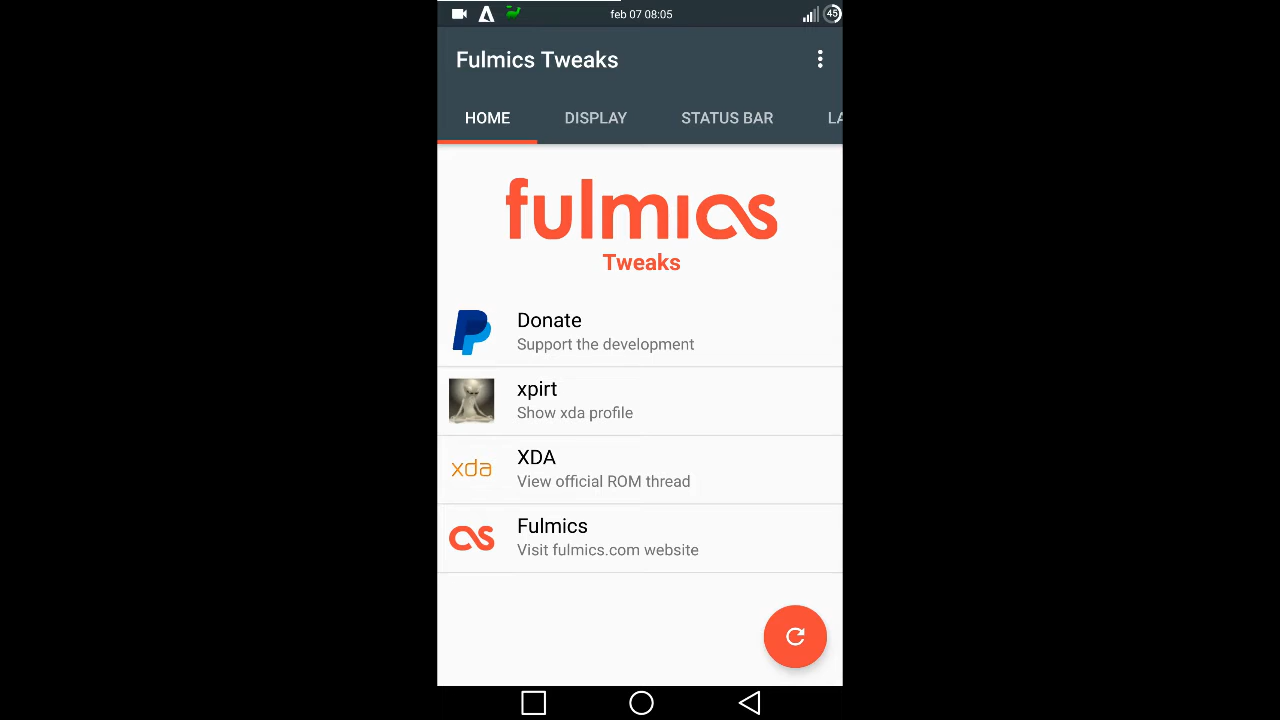 feb 07 08:05
45
Fulmics Tweaks
HOME
DISPLAY
STATUS BAR
LA
fulmics
Tweaks
Donate
Support the development
xpirt
Show xda profile
xda
XDA
View official ROM thread
Fulmics
Visit fulmics.com website